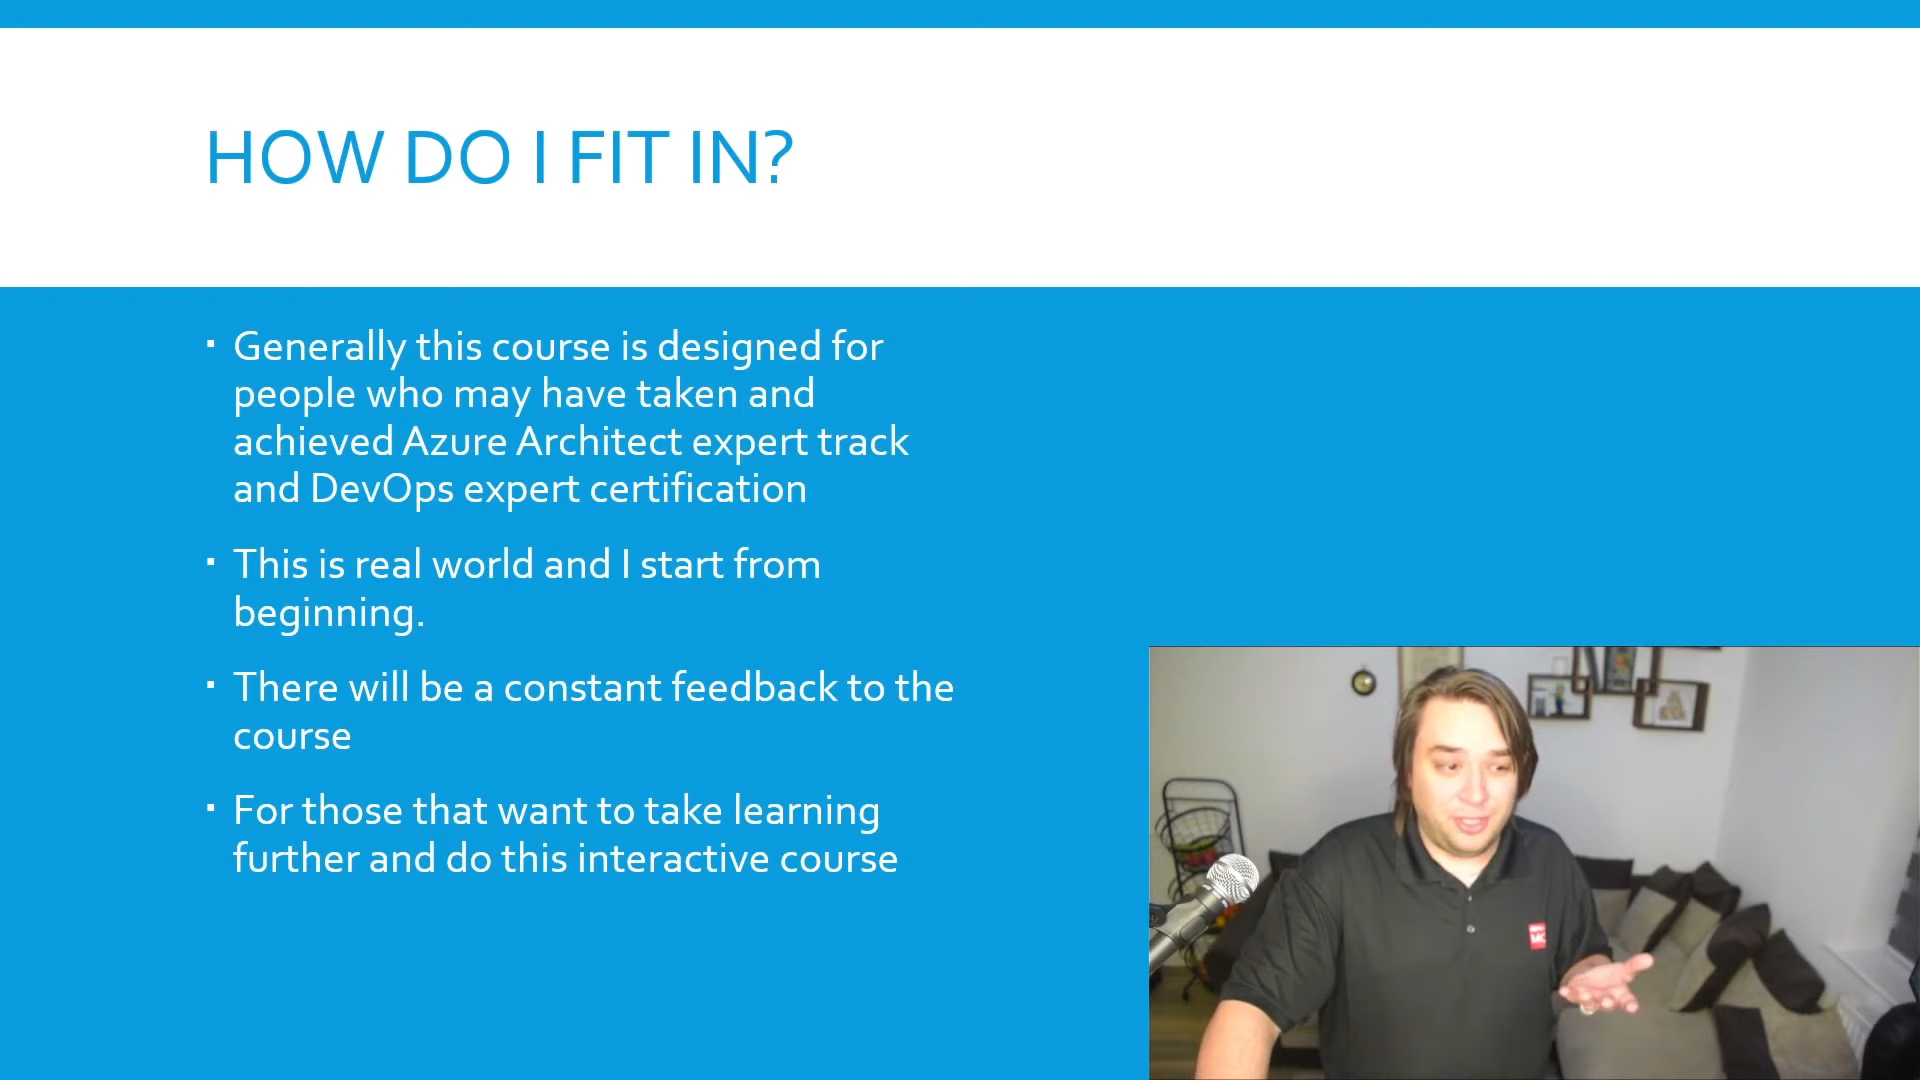 HOW DO I FIT IN?
▪ Generally this course is designed for
people who may have taken and
achieved Azure Architect expert track
and DevOps expert certification
▪ This is real world and I start from
beginning.
▪ There will be a constant feedback to the
course
▪ For those that want to take learning
further and do this interactive course